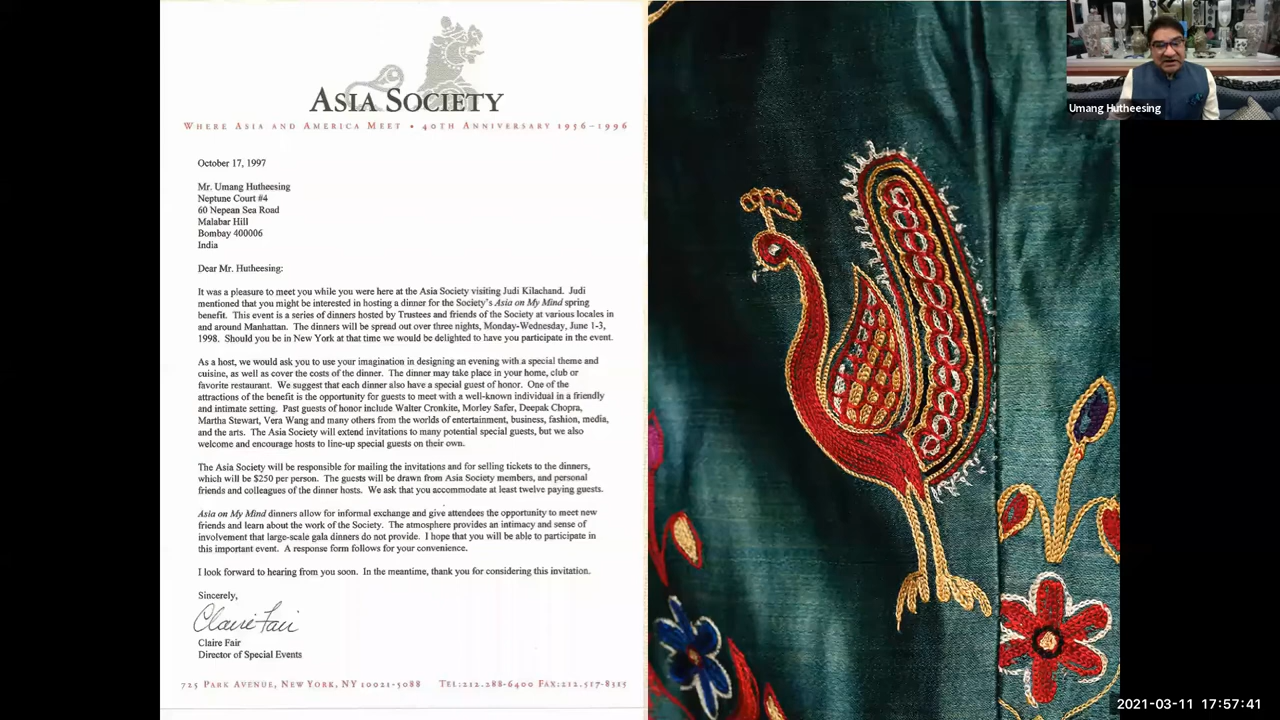 ASIA SOCIETY
WHERE ASIA AND AMERICA MEET • 40TH ANNIVERSARY 1956–1996
October 17, 1997
Mr. Umang Hutheesing
Neptune Court #4
60 Nepean Sea Road
Malabar Hill
Bombay 400006
India
Dear Mr. Hutheesing:
It was a pleasure to meet you while you were here at the Asia Society visiting Judi Kilachand. Judi
mentioned that you might be interested in hosting a dinner for the Society's Asia on My Mind spring
benefit. This event is a series of dinners hosted by Trustees and friends of the Society at various locales in
and around Manhattan. The dinners will be spread out over three nights, Monday-Wednesday, June 1-3,
1998. Should you be in New York at that time we would be delighted to have you participate in the event.
As a host, we would ask you to use your imagination in designing an evening with a special theme and
cuisine, as well as cover the costs of the dinner. The dinner may take place in your home, club or
favorite restaurant. We suggest that each dinner also have a special guest of honor. One of the
attractions of the benefit is the opportunity for guests to meet with a well-known individual in a friendly
and intimate setting. Past guests of honor include Walter Cronkite, Morley Safer, Deepak Chopra,
Martha Stewart, Vera Wang and many others from the worlds of entertainment, business, fashion, media,
and the arts. The Asia Society will extend invitations to many potential special guests, but we also
welcome and encourage hosts to line-up special guests on their own.
The Asia Society will be responsible for mailing the invitations and for selling tickets to the dinners,
which will be $250 per person. The guests will be drawn from Asia Society members, and personal
friends and colleagues of the dinner hosts. We ask that you accommodate at least twelve paying guests.
Asia on My Mind dinners allow for informal exchange and give attendees the opportunity to meet new
friends and learn about the work of the Society. The atmosphere provides an intimacy and sense of
involvement that large-scale gala dinners do not provide. I hope that you will be able to participate in
this important event. A response form follows for your convenience.
I look forward to hearing from you soon. In the meantime, thank you for considering this invitation.
Sincerely,
Claire Fair
Claire Fair
Director of Special Events
725 PARK AVENUE, NEW YORK, NY 10021-5088 TEL:212.288-6400 FAX:212.517-8315
Umang Hutheesing
2021-03-11 17:57:41